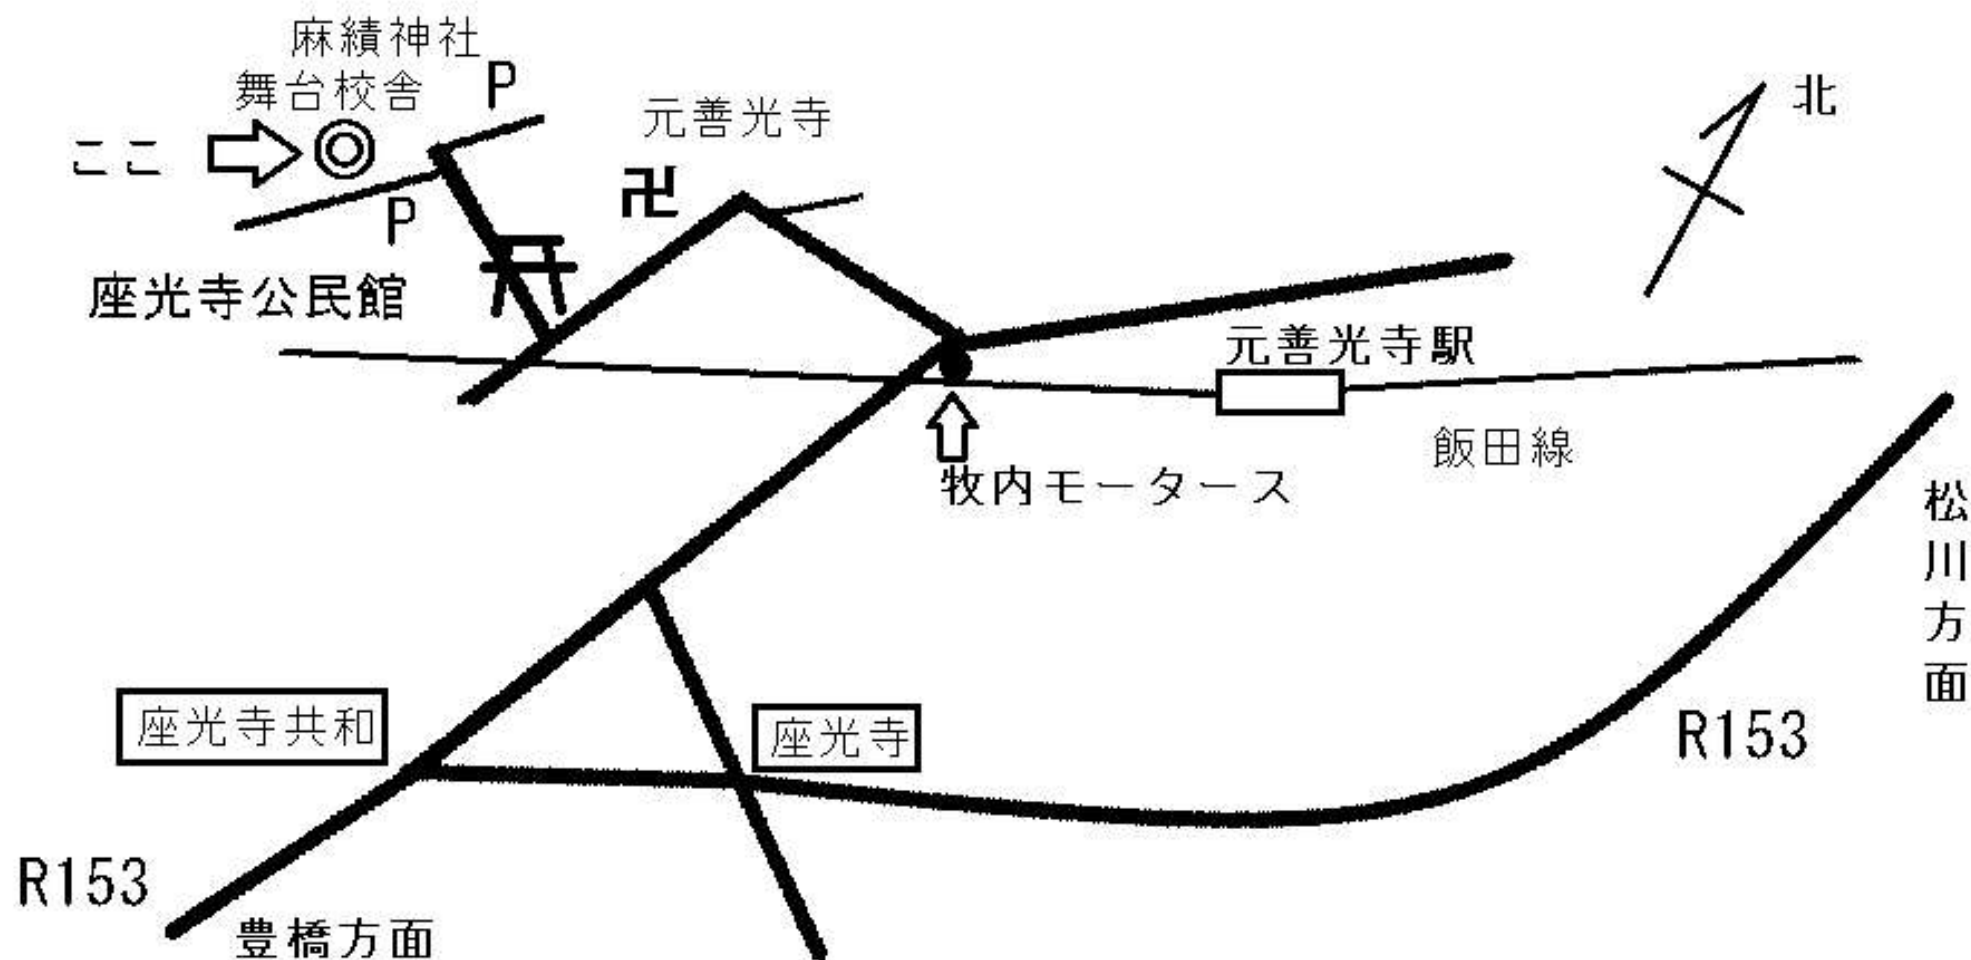 麻績神社
舞台校舎
P
ここ
P
元善光寺
北
座光寺公民館
元善光寺駅
飯田線
牧内モータース
松川方面
座光寺共和
座光寺
R153
R153
豊橋方面